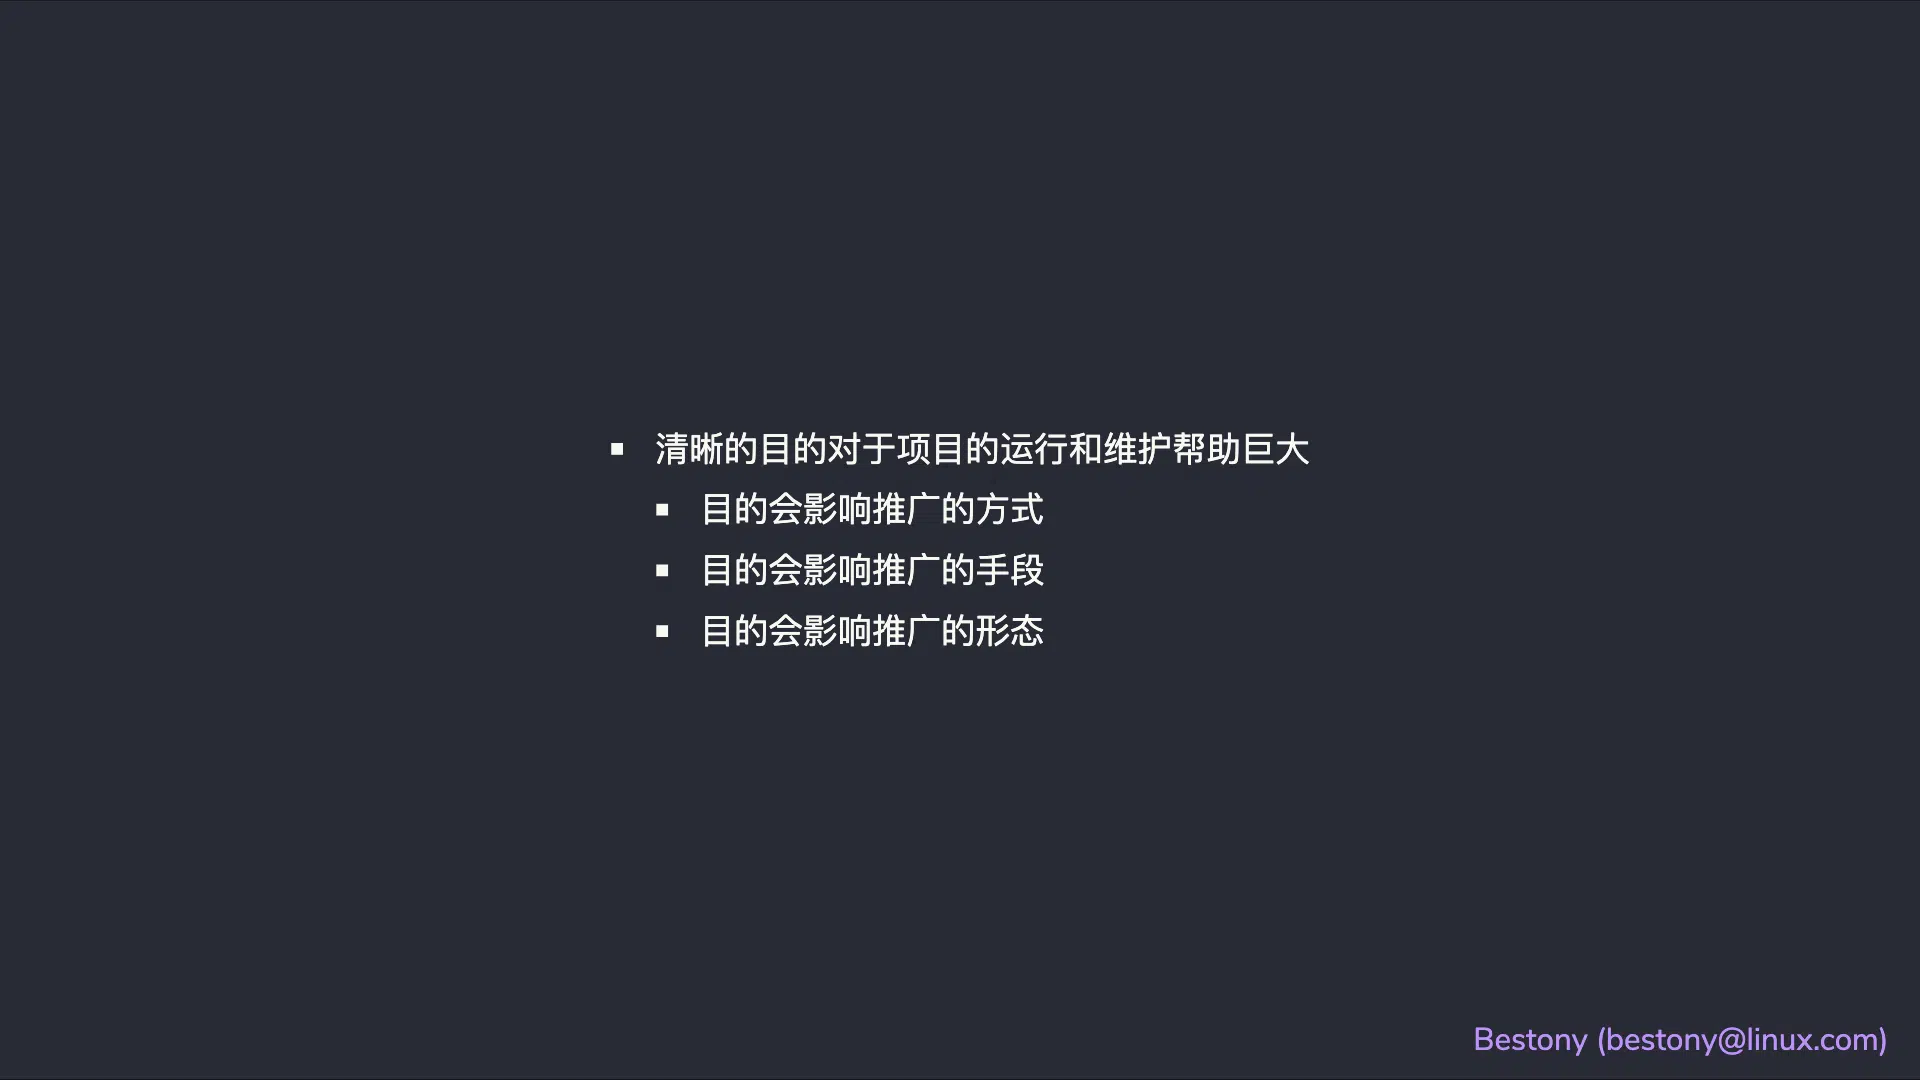 ▪ 清晰的目的对于项目的运行和维护帮助巨大
▪ 目的会影响推广的方式
▪ 目的会影响推广的手段
▪ 目的会影响推广的形态
Bestony (bestony@linux.com)